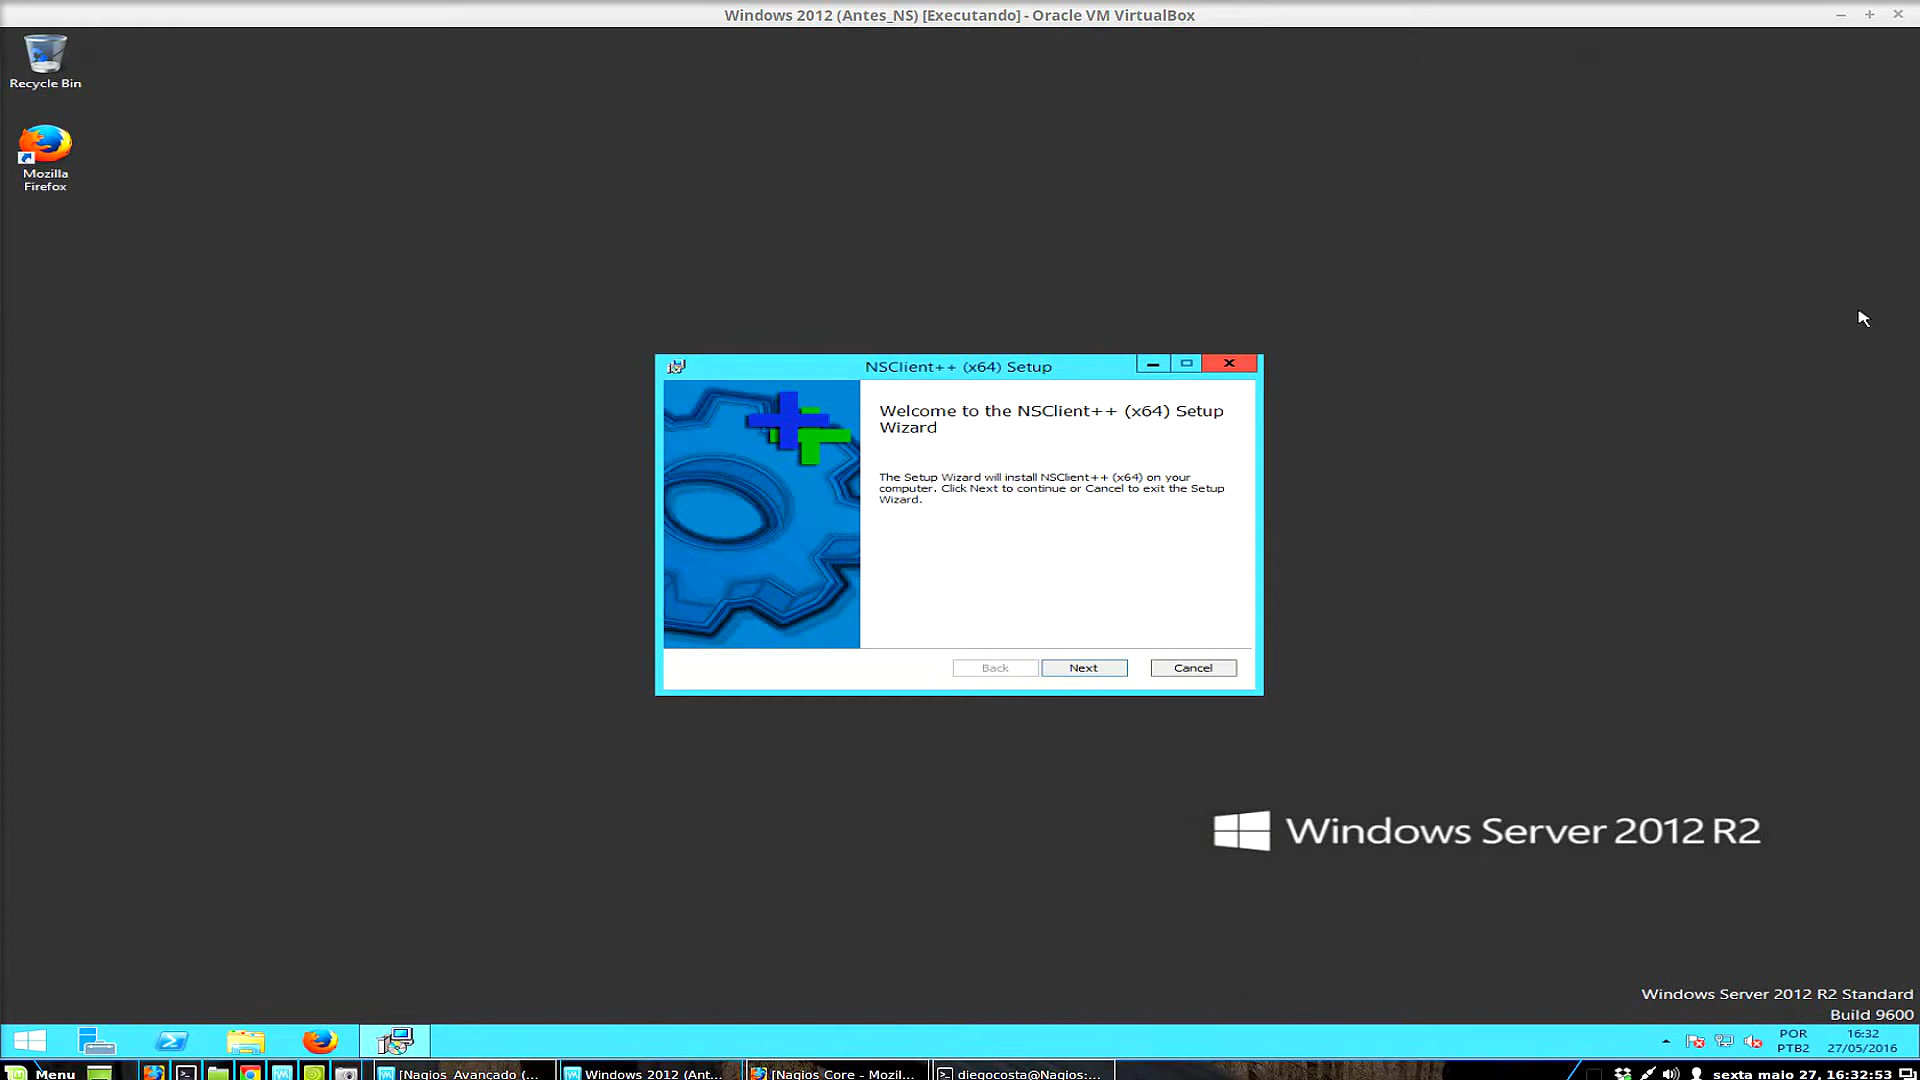 Windows 2012 (Antes_NS) [Executando] - Oracle VM VirtualBox
Recycle Bin
Mozilla
Firefox
NSClient++ (x64) Setup
Welcome to the NSClient++ (x64) Setup
Wizard
The Setup Wizard will install NSClient++ (x64) on your
computer. Click Next to continue or Cancel to exit the Setup
Wizard.
Back
Next
Cancel
Windows Server 2012 R2
Windows Server 2012 R2 Standard
Build 9600
POR
PTB2
16:32
27/05/2016
Menu
[Nagios_Avançado (...
Windows 2012 (Ant...
[Nagios Core - Mozil...
diegocosta@Nagios:...
sexta maio 27, 16:32:53